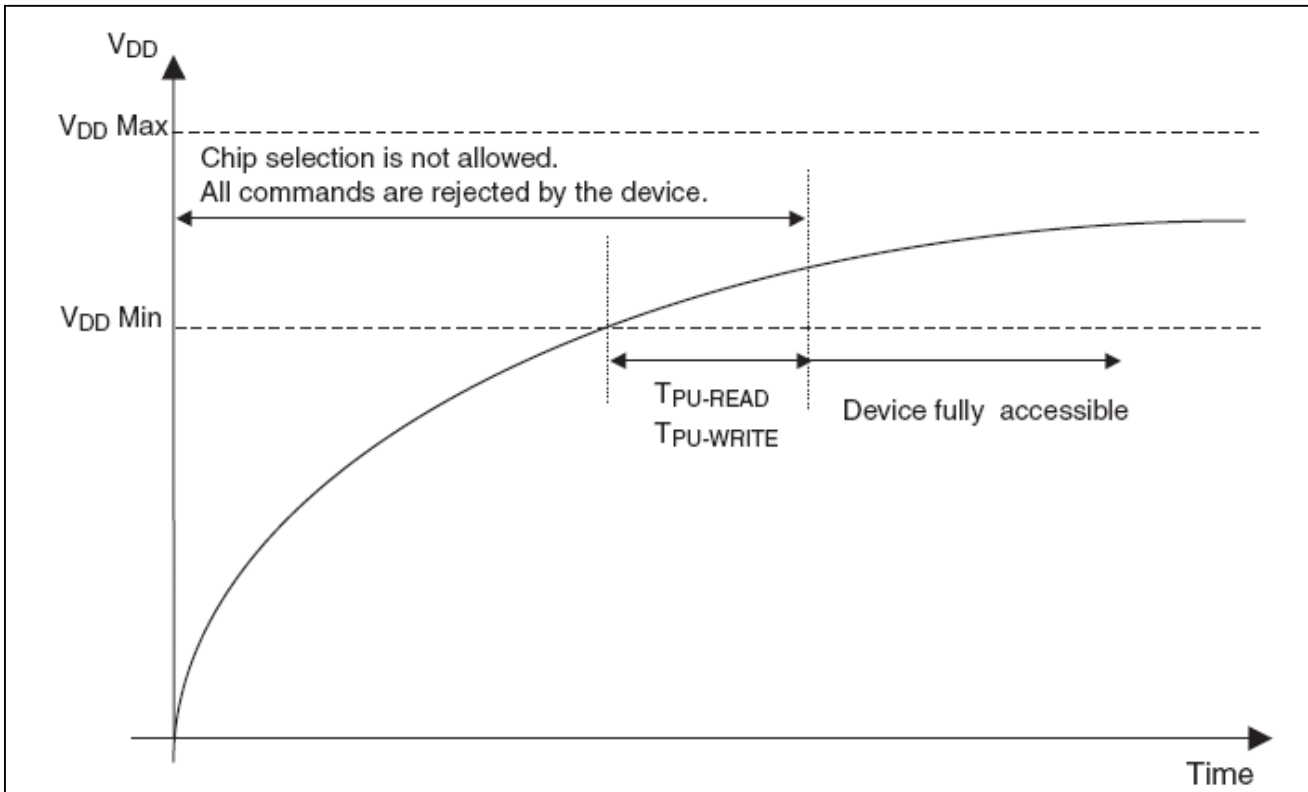 VDD
VDD Max
Chip selection is not allowed.
All commands are rejected by the device.
VDD Min
TPU-READ
TPU-WRITE
Device fully accessible
Time